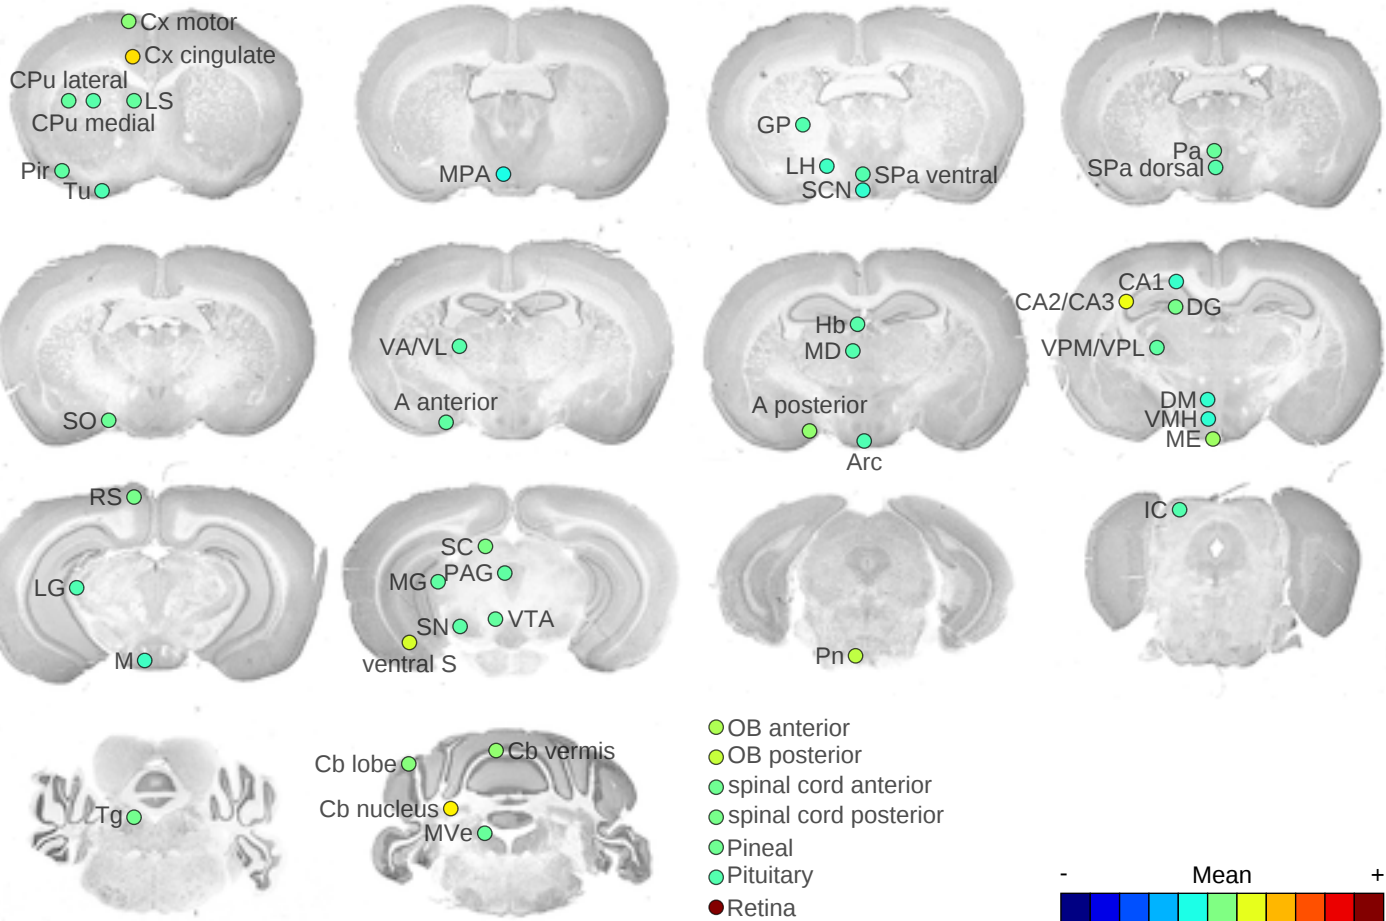 Cx motor
Cx cingulate
CPu lateral
LS
CPu medial
Pir
Tu
MPA
GP
LH
SPa ventral
SCN
Pa
SPa dorsal
SO
VA/VL
A anterior
Hb
MD
A posterior
Arc
CA1
CA2/CA3
DG
VPM/VPL
DM
VMH
ME
RS
LG
M
SC
MG
PAG
SN
VTA
ventral S
Pn
IC
Tg
Cb lobe
Cb vermis
Cb nucleus
MVe
OB anterior
OB posterior
spinal cord anterior
spinal cord posterior
Pineal
Pituitary
Retina
- Mean +